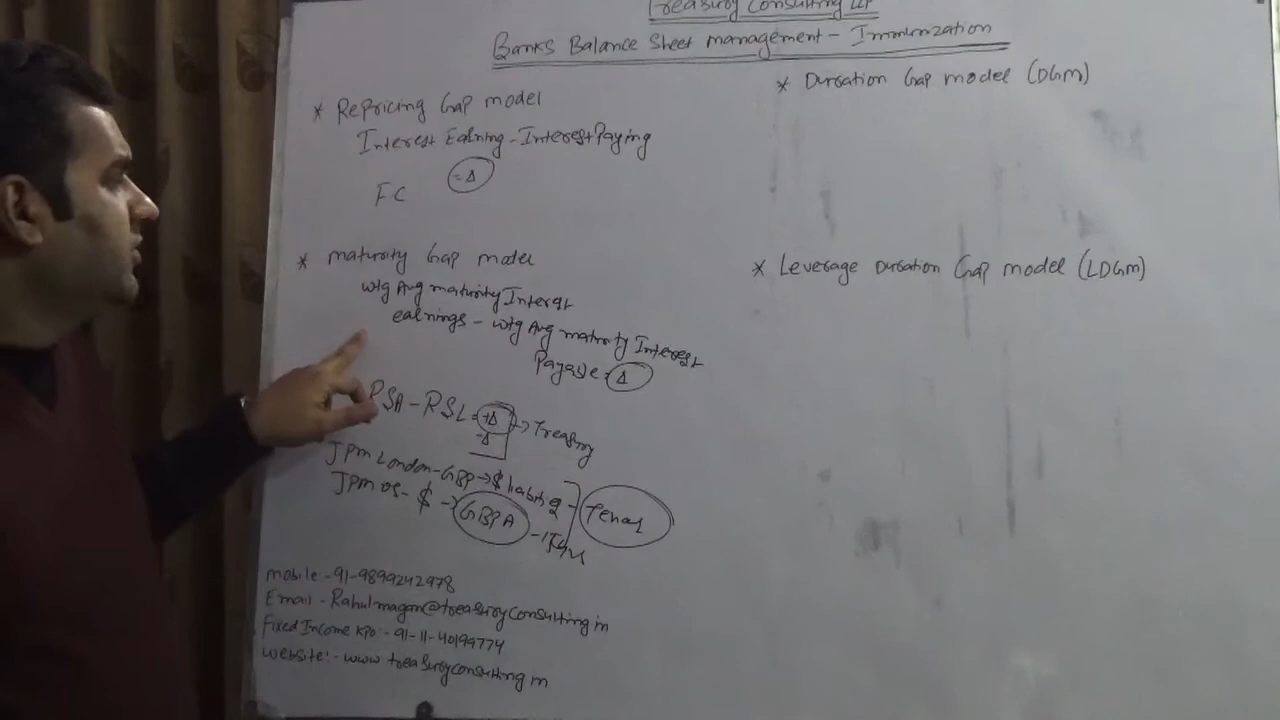 Treasury Consulting LLP
Banks Balance Sheet management - Immunization
* Repricing Gap model
Interest Earning - Interest Paying
= Δ
FC
* maturity Gap model
wtg Avg maturity Interest
earnings - wtg Avg maturity Interest
Payable = Δ
RSA - RSL = +Δ → Treasury
-Δ
JPM London - GBP → $ liability
JPM US - $ → GBP A
Tenor
mobile:- 91-9899242978
Email - Rahulmagan@treasuryconsulting.in
Fixed Income KPO:- 91-11-40199774
website:- www treasuryconsulting in
* Duration Gap model (DGM)
* Leverage Duration Gap model (LDGM)